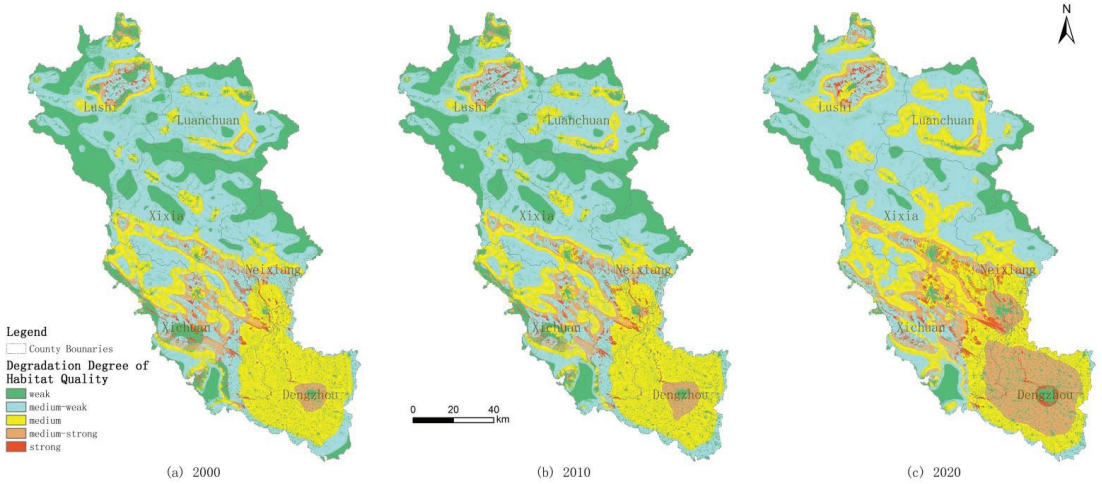 N
Lushi
Luanchuan
Xixia
Neixiang
Xichuan
Dengzhou
Lushi
Luanchuan
Xixia
Neixiang
Xichuan
Dengzhou
Lushi
Luanchuan
Xixia
Neixiang
Xichuan
Dengzhou
Legend
County Bounaries
Degradation Degree of
Habitat Quality
weak
medium-weak
medium
medium-strong
strong
0 20 40
km
(a) 2000
(b) 2010
(c) 2020